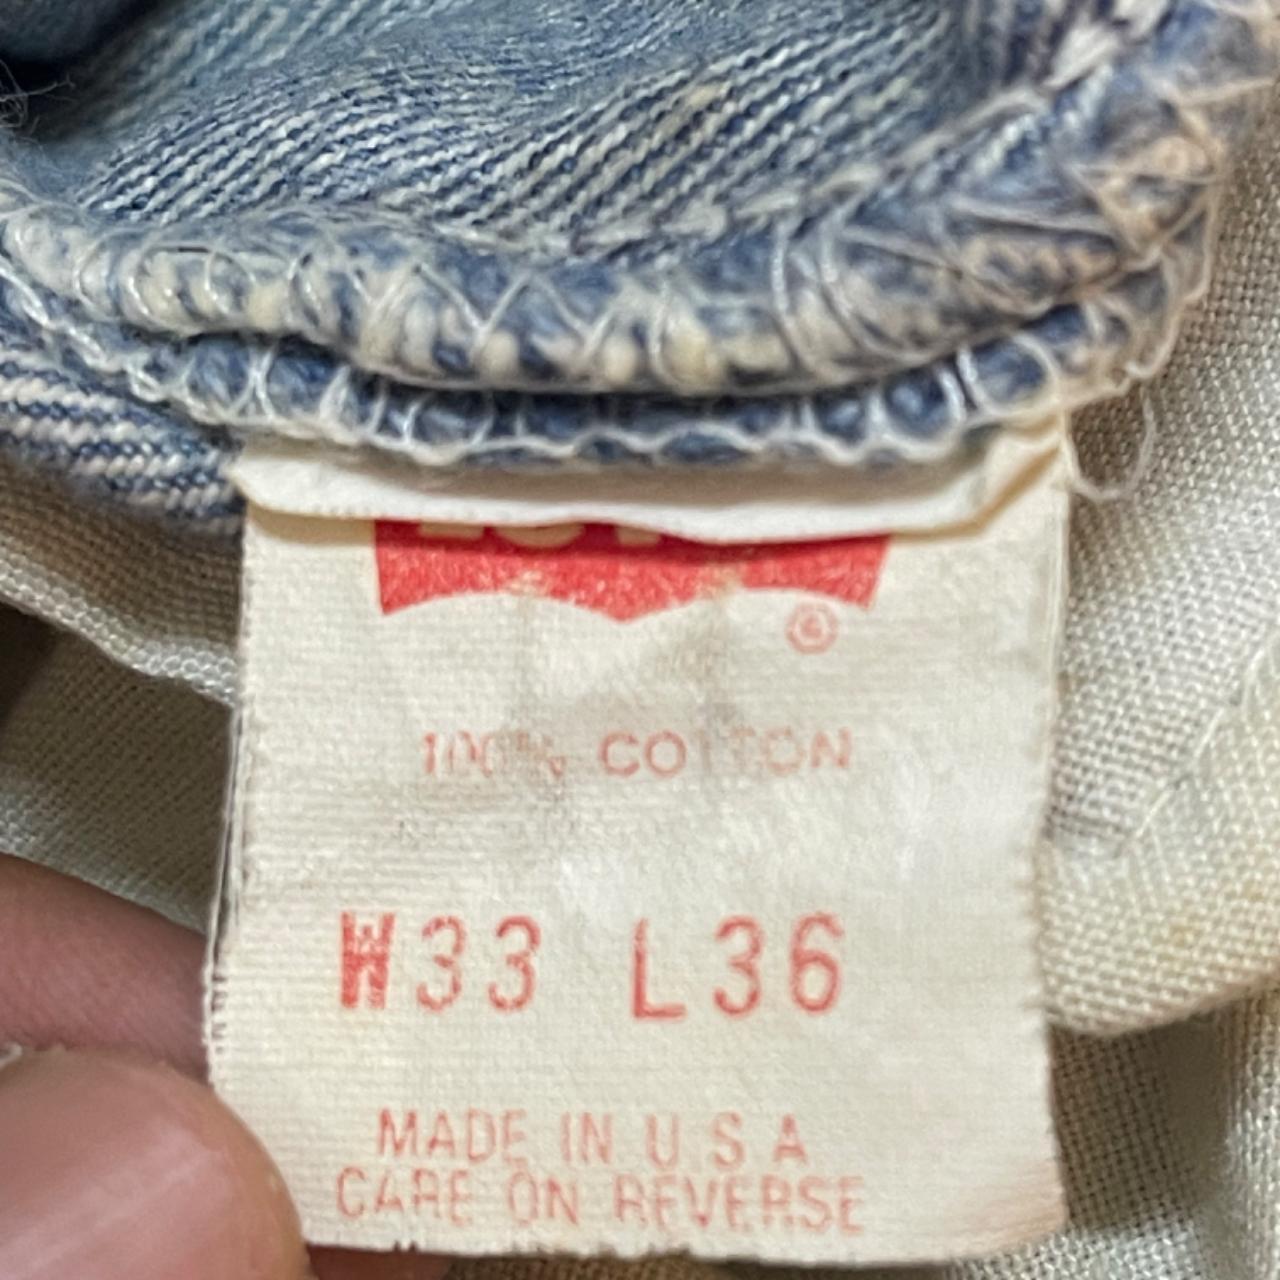 100% COTTON
W33 L36
MADE IN U.S.A
CARE ON REVERSE